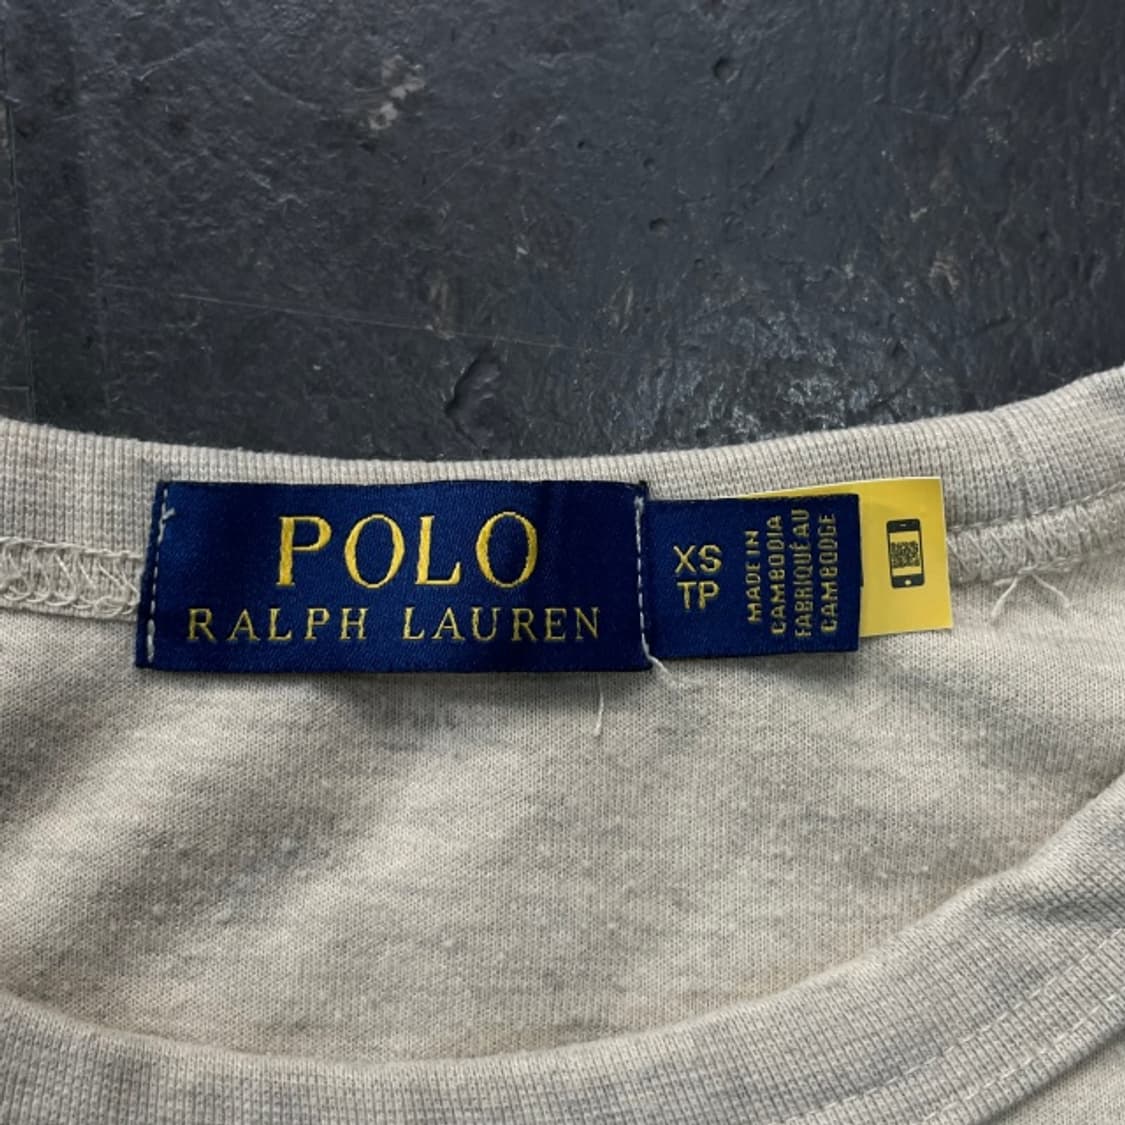 POLO
RALPH LAUREN
XS
TP
MADE IN
CAMBODIA
FABRIQUÉ AU
CAMBODGE